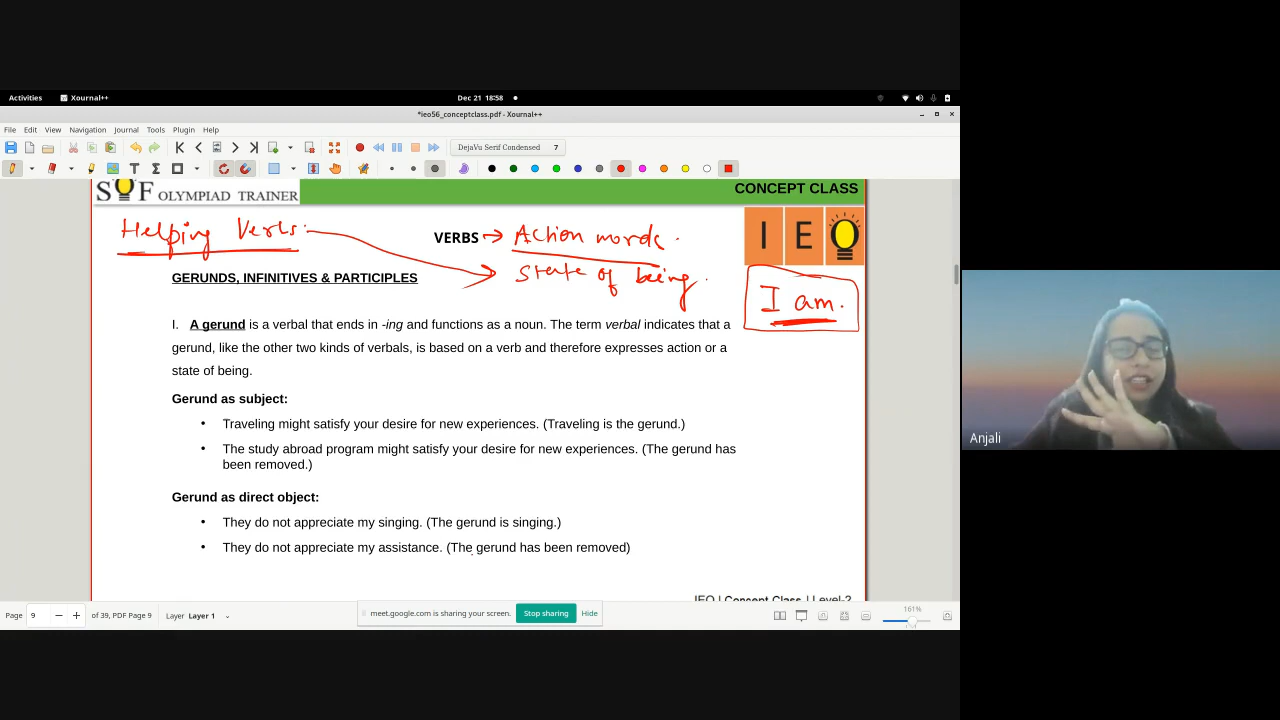 Activities
Xournal++
Dec 21 18:58
*ieo56_conceptclass.pdf - Xournal++
File Edit View Navigation Journal Tools Plugin Help
DejaVu Serif Condensed 7
SOF OLYMPIAD TRAINER
CONCEPT CLASS
Helping Verbs.
VERBS → Action words.
IEO
GERUNDS, INFINITIVES & PARTICIPLES
State of being.
I am.
I. A gerund is a verbal that ends in -ing and functions as a noun. The term verbal indicates that a
gerund, like the other two kinds of verbals, is based on a verb and therefore expresses action or a
state of being.
Gerund as subject:
• Traveling might satisfy your desire for new experiences. (Traveling is the gerund.)
• The study abroad program might satisfy your desire for new experiences. (The gerund has
been removed.)
Gerund as direct object:
• They do not appreciate my singing. (The gerund is singing.)
• They do not appreciate my assistance. (The gerund has been removed)
IEO | Concept Class | Level-2
Anjali
Page 9 of 39, PDF Page 9 Layer Layer 1
meet.google.com is sharing your screen. Stop sharing Hide
161%